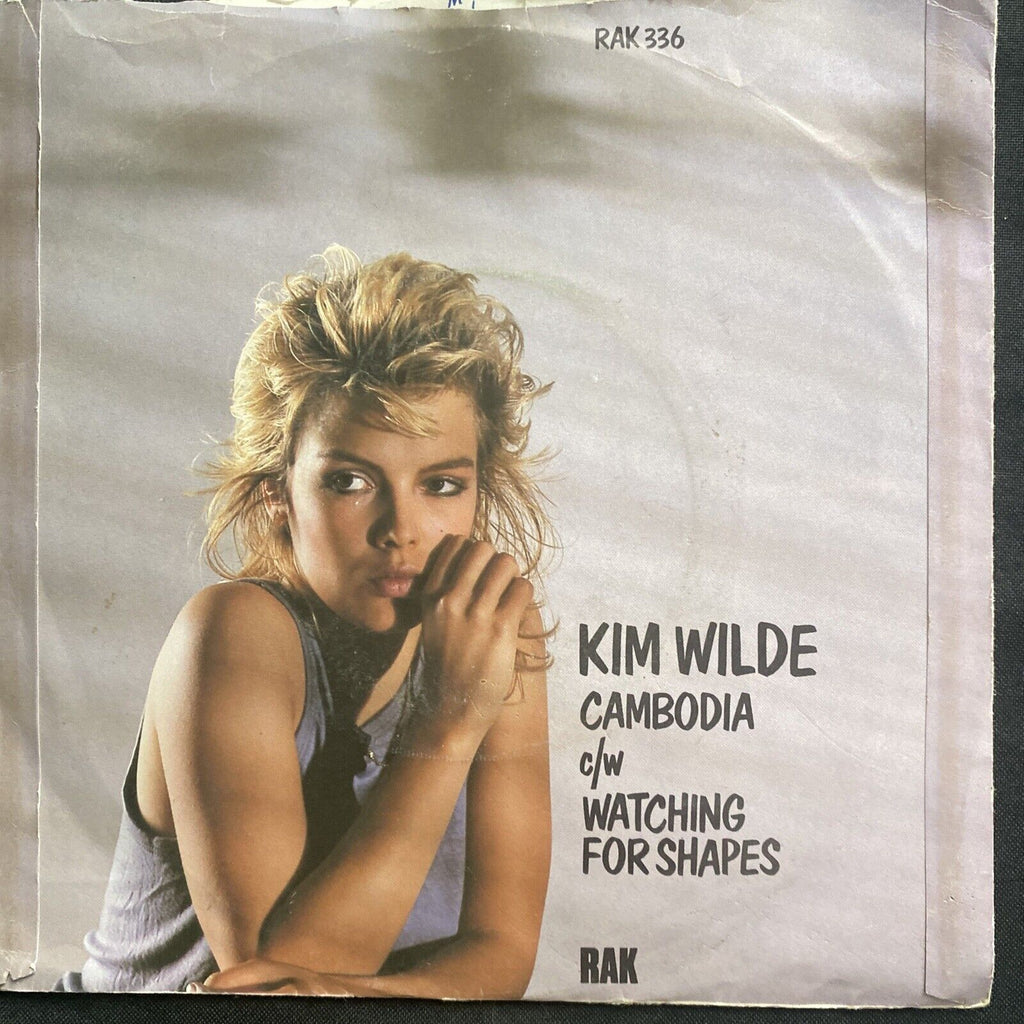 RAK 336
KIM WILDE
CAMBODIA
c/w
WATCHING
FOR SHAPES
RAK